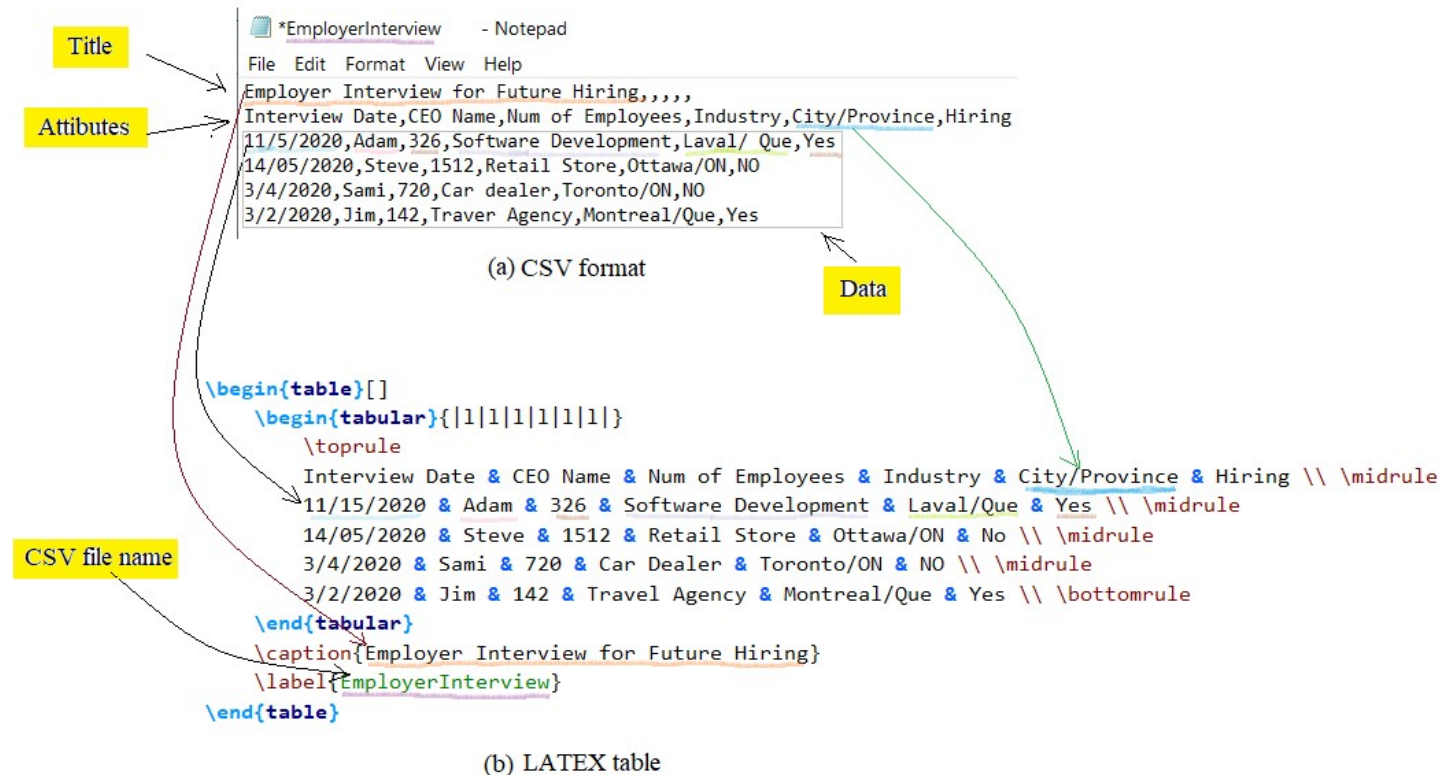 *EmployerInterview - Notepad
Title
File Edit Format View Help
Employer Interview for Future Hiring,,,,,
Attibutes
Interview Date,CEO Name,Num of Employees,Industry,City/Province,Hiring
11/5/2020,Adam,326,Software Development,Laval/ Que,Yes
14/05/2020,Steve,1512,Retail Store,Ottawa/ON,NO
3/4/2020,Sami,720,Car dealer,Toronto/ON,NO
3/2/2020,Jim,142,Traver Agency,Montreal/Que,Yes
(a) CSV format
Data
\begin{table}[]
\begin{tabular}{|l|l|l|l|l|l|}
\toprule
Interview Date & CEO Name & Num of Employees & Industry & City/Province & Hiring \\ \midrule
11/15/2020 & Adam & 326 & Software Development & Laval/Que & Yes \\ \midrule
14/05/2020 & Steve & 1512 & Retail Store & Ottawa/ON & No \\ \midrule
CSV file name
3/4/2020 & Sami & 720 & Car Dealer & Toronto/ON & NO \\ \midrule
3/2/2020 & Jim & 142 & Travel Agency & Montreal/Que & Yes \\ \bottomrule
\end{tabular}
\caption{Employer Interview for Future Hiring}
\label{EmployerInterview}
\end{table}
(b) LATEX table